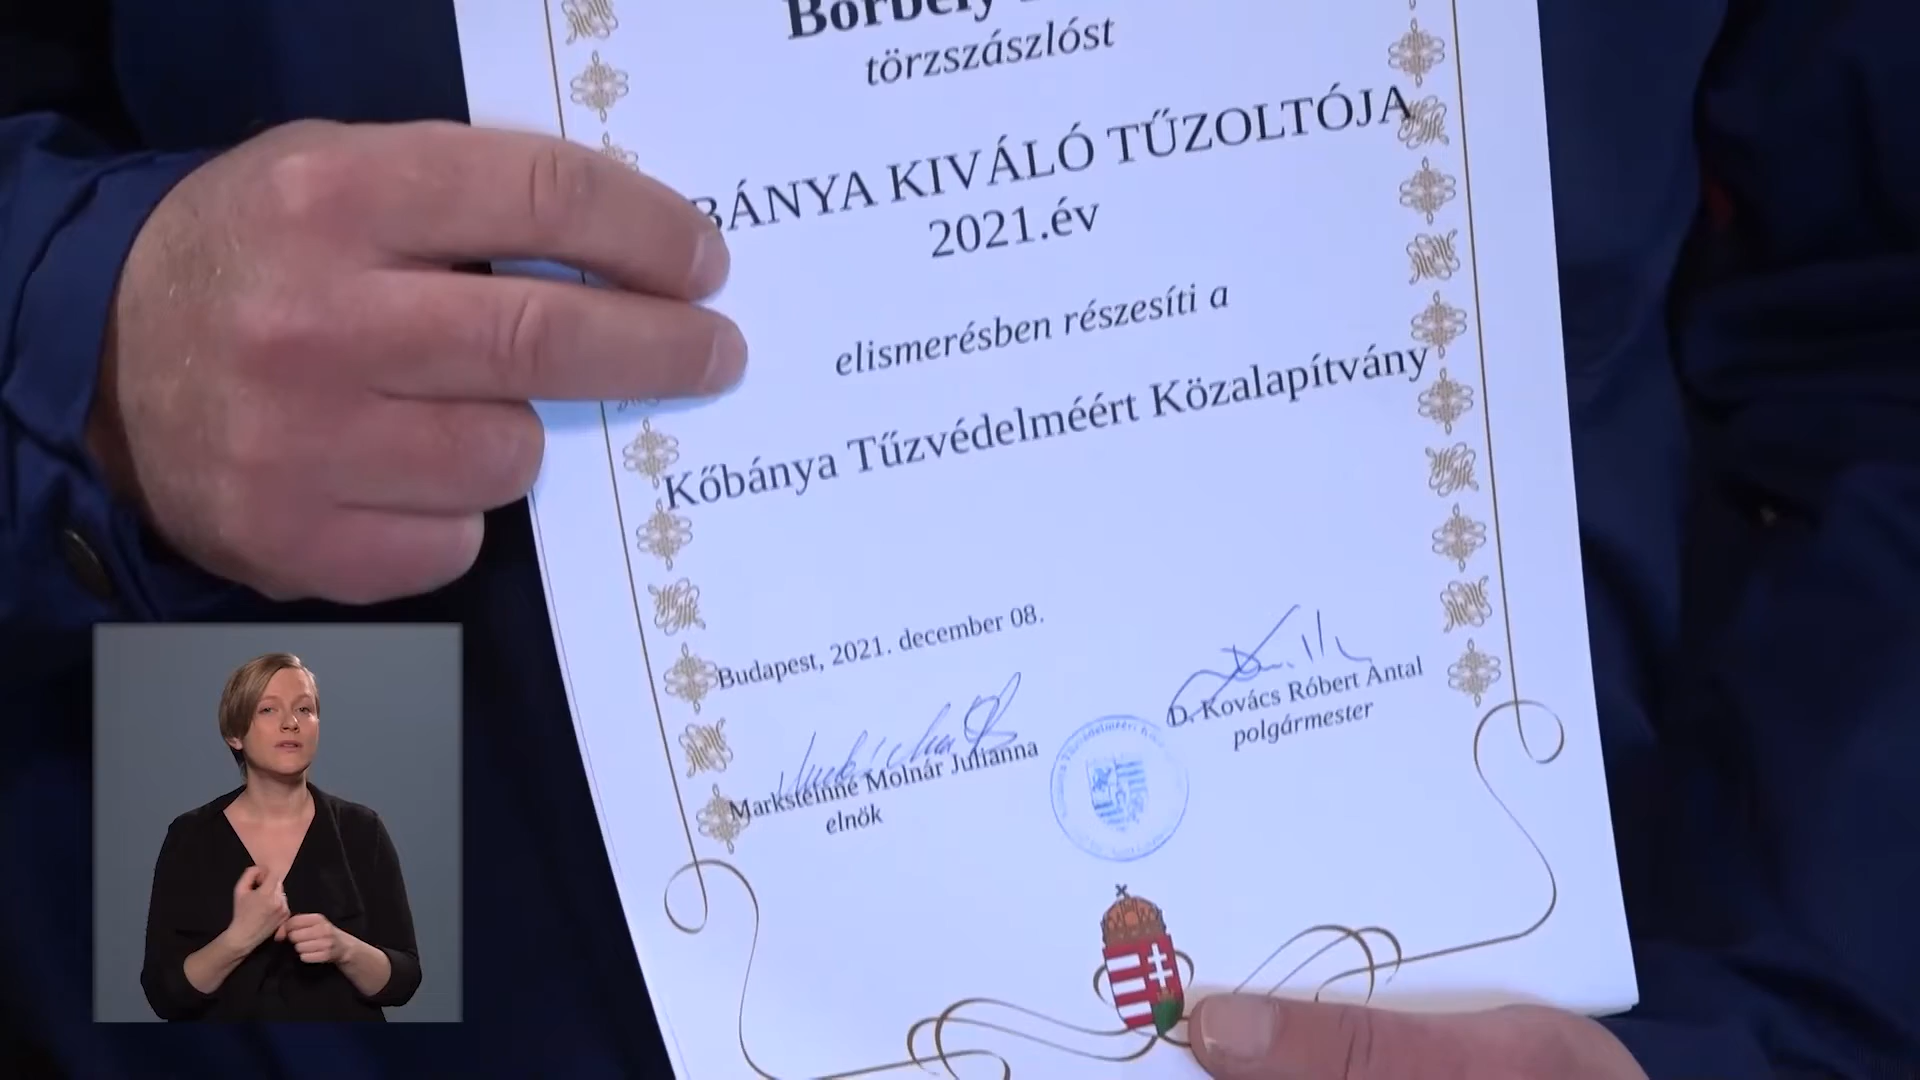 Borbély
törzszászlóst
BÁNYA KIVÁLÓ TŰZOLTÓJA
2021.év
elismerésben részesíti a
Kőbánya Tűzvédelméért Közalapítvány
Budapest, 2021. december 08.
D. Kovács Róbert Antal
polgármester
Marksteinné Molnár Julianna
elnök